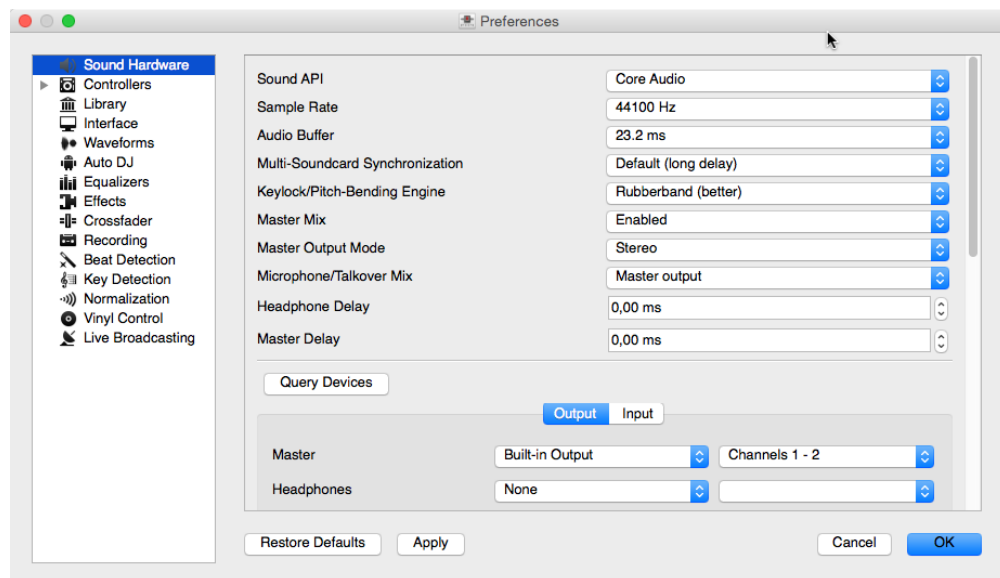 Preferences
Sound Hardware
Controllers
Library
Interface
Waveforms
Auto DJ
Equalizers
Effects
Crossfader
Recording
Beat Detection
Key Detection
Normalization
Vinyl Control
Live Broadcasting
Sound API Core Audio
Sample Rate 44100 Hz
Audio Buffer 23.2 ms
Multi-Soundcard Synchronization Default (long delay)
Keylock/Pitch-Bending Engine Rubberband (better)
Master Mix Enabled
Master Output Mode Stereo
Microphone/Talkover Mix Master output
Headphone Delay 0,00 ms
Master Delay 0,00 ms
Query Devices
Output Input
Master Built-in Output Channels 1 - 2
Headphones None
Restore Defaults Apply Cancel OK